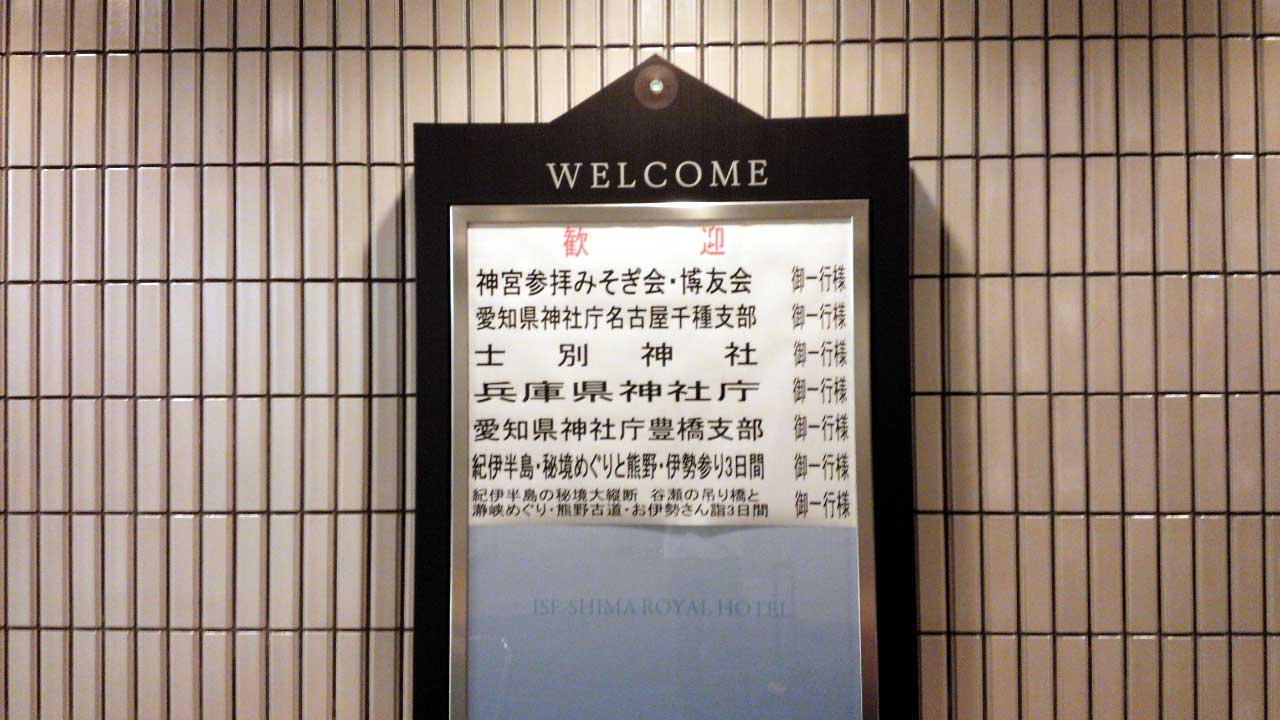 WELCOME
歓 迎
神宮参拝みそぎ会・博友会 御一行様
愛知県神社庁名古屋千種支部 御一行様
士別神社 御一行様
兵庫県神社庁 御一行様
愛知県神社庁豊橋支部 御一行様
紀伊半島・秘境めぐりと熊野・伊勢参り3日間 御一行様
紀伊半島の秘境大縦断 谷瀬の吊り橋と
瀞峡めぐり・熊野古道・お伊勢さん詣3日間 御一行様
ISE-SHIMA ROYAL HOTEL